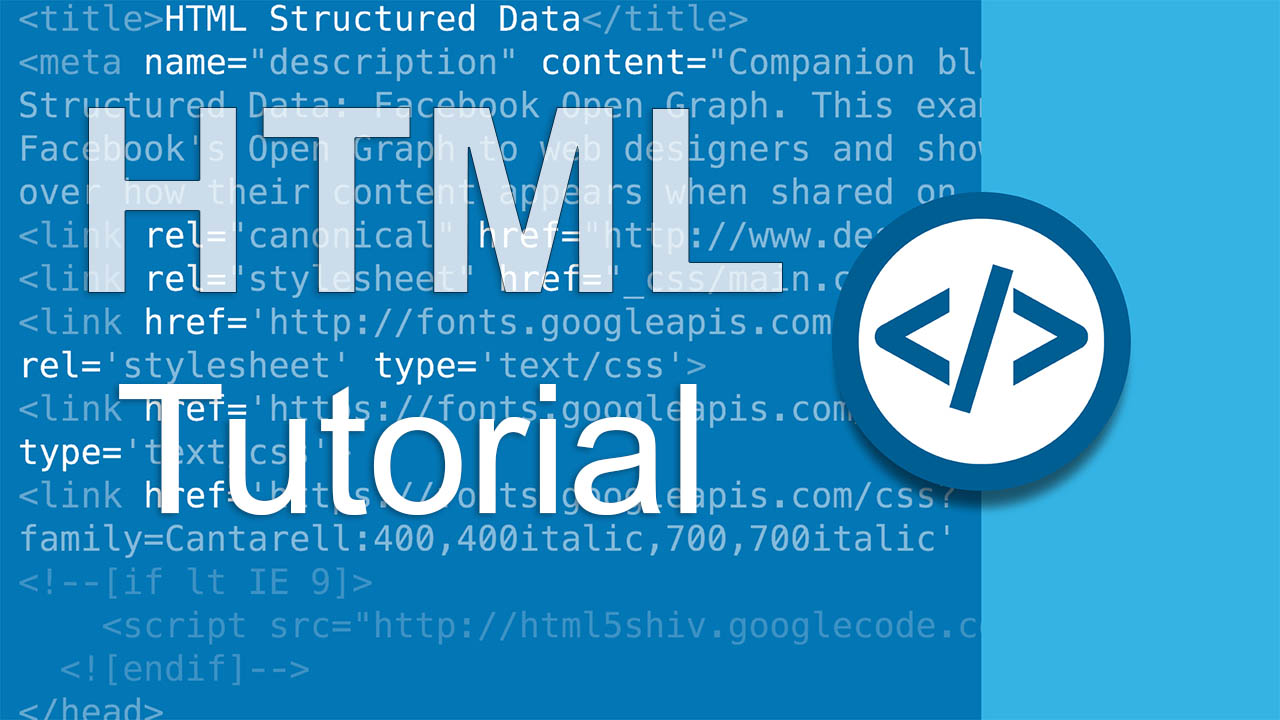 <title>HTML Structured Data</title>
<meta name="description" content="Companion bl
Structured Data: Facebook Open Graph. This exa
Facebook's Open Graph to web designers and sho
over how their content appears when shared on
<link rel="canonical" href="http://www.de
<link rel="stylesheet" href="_css/main.c
<link href='http://fonts.googleapis.com
rel='stylesheet' type='text/css'>
<link href='https://fonts.googleapis.com
type='text/css'>
<link href='https://fonts.googleapis.com/css?
family=Cantarell:400,400italic,700,700italic'
<!--[if lt IE 9]>
<script src="http://html5shiv.googlecode.c
<![endif]-->
</head>
HTML
Tutorial
</>